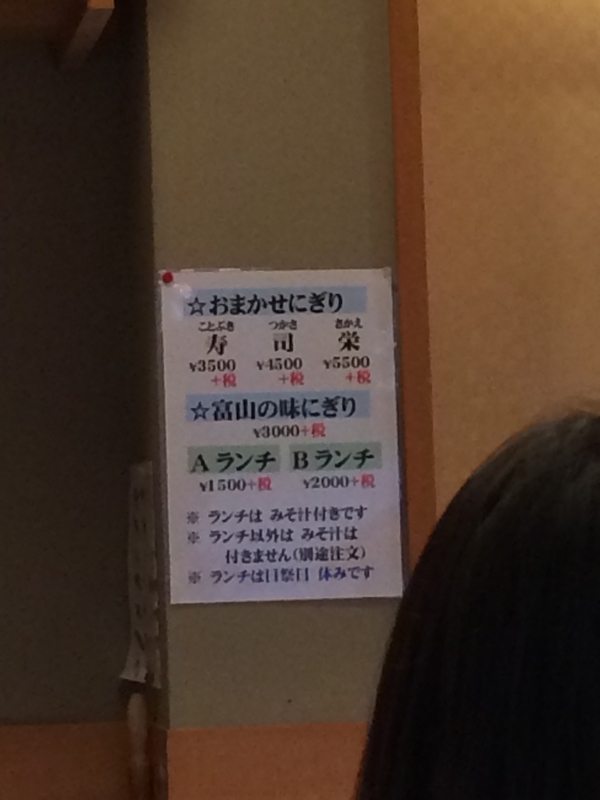 ☆おまかせにぎり
ことぶき つかさ さかえ
寿 司 栄
¥3500 ¥4500 ¥5500
+税 +税 +税
☆富山の味にぎり
¥3000+税
Aランチ Bランチ
¥1500+税 ¥2000+税
※ ランチは みそ汁付きです
※ ランチ以外は みそ汁は
付きません(別途注文)
※ ランチは日祭日 休みです